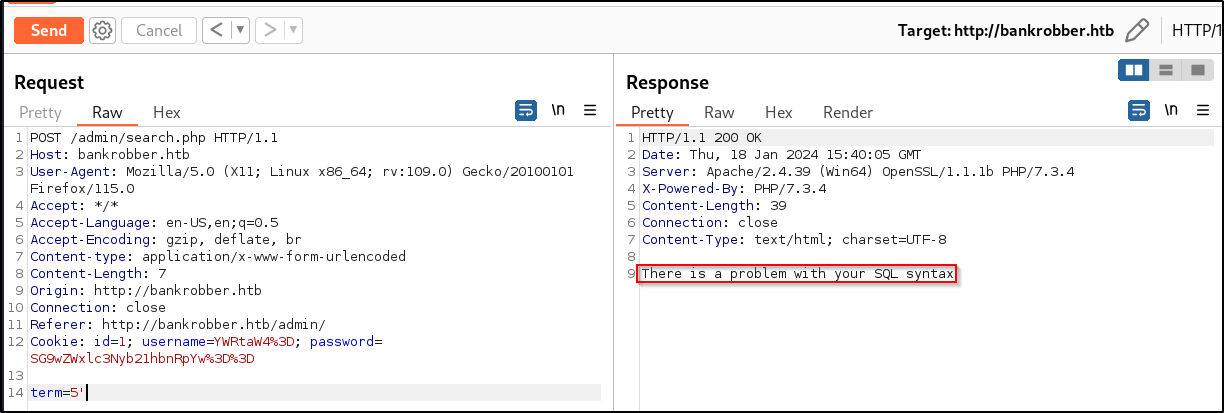 Send Cancel < > Target: http://bankrobber.htb HTTP/1
Request
Pretty Raw Hex \n
1 POST /admin/search.php HTTP/1.1
2 Host: bankrobber.htb
3 User-Agent: Mozilla/5.0 (X11; Linux x86_64; rv:109.0) Gecko/20100101
Firefox/115.0
4 Accept: */*
5 Accept-Language: en-US,en;q=0.5
6 Accept-Encoding: gzip, deflate, br
7 Content-type: application/x-www-form-urlencoded
8 Content-Length: 7
9 Origin: http://bankrobber.htb
10 Connection: close
11 Referer: http://bankrobber.htb/admin/
12 Cookie: id=1; username=YWRtaW4%3D; password=
SG9wZWxlc3Nyb21hbnRpYw%3D%3D
13
14 term=5'
Response
Pretty Raw Hex Render \n
1 HTTP/1.1 200 OK
2 Date: Thu, 18 Jan 2024 15:40:05 GMT
3 Server: Apache/2.4.39 (Win64) OpenSSL/1.1.1b PHP/7.3.4
4 X-Powered-By: PHP/7.3.4
5 Content-Length: 39
6 Connection: close
7 Content-Type: text/html; charset=UTF-8
8
9 There is a problem with your SQL syntax